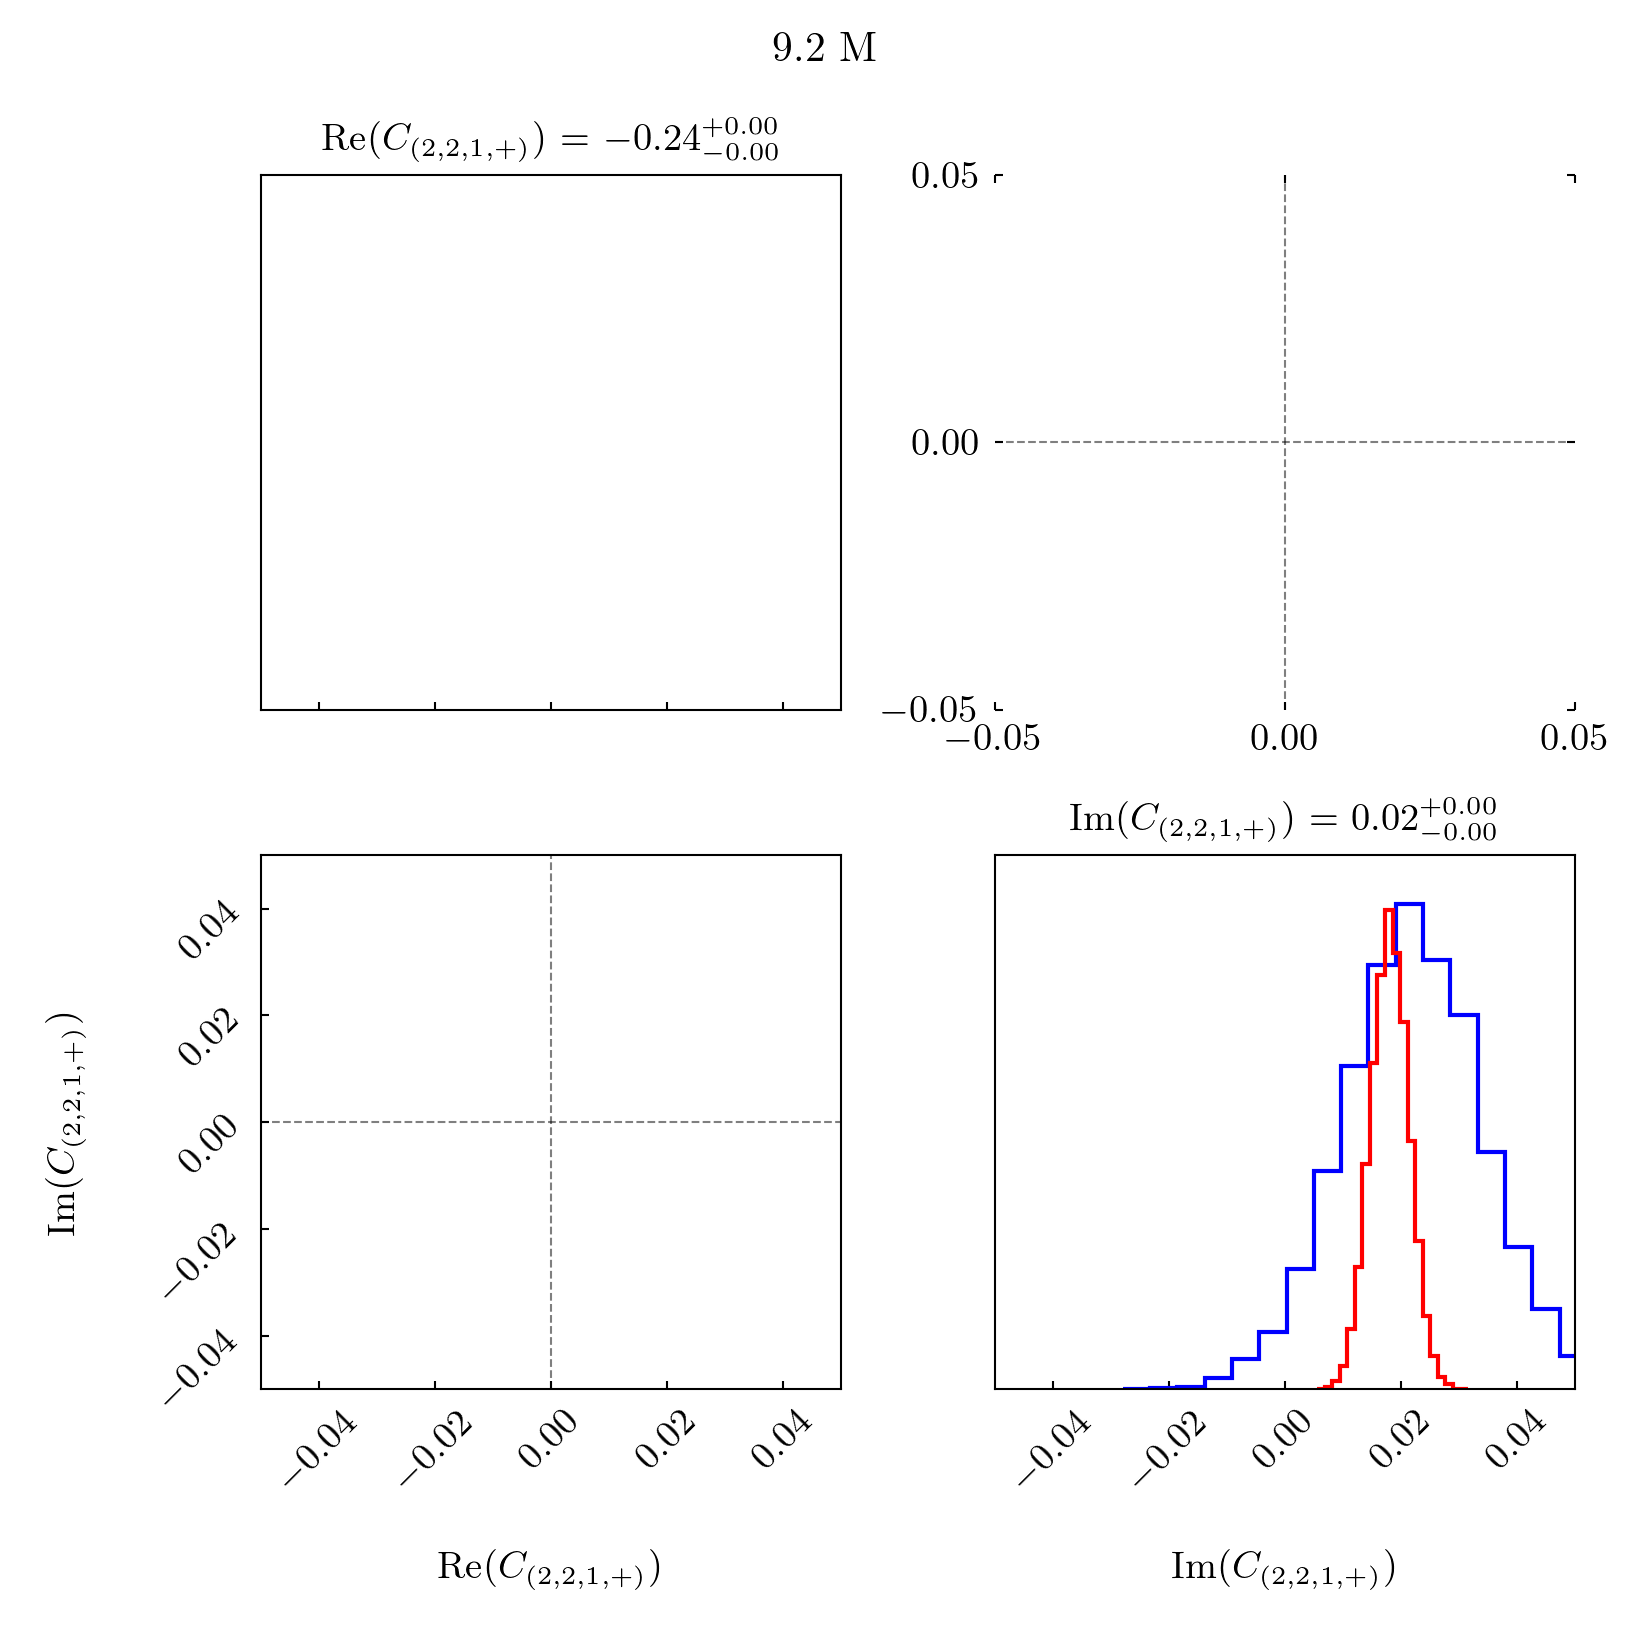 9.2 M
Re(C_{(2,2,1,+)}) = −0.24^{+0.00}_{−0.00}
0.05
0.00
−0.05
−0.05 0.00 0.05
Im(C_{(2,2,1,+)}) = 0.02^{+0.00}_{−0.00}
Im(C_{(2,2,1,+)})
0.04
0.02
0.00
−0.02
−0.04
−0.04 −0.02 0.00 0.02 0.04
−0.04 −0.02 0.00 0.02 0.04
Re(C_{(2,2,1,+)})
Im(C_{(2,2,1,+)})